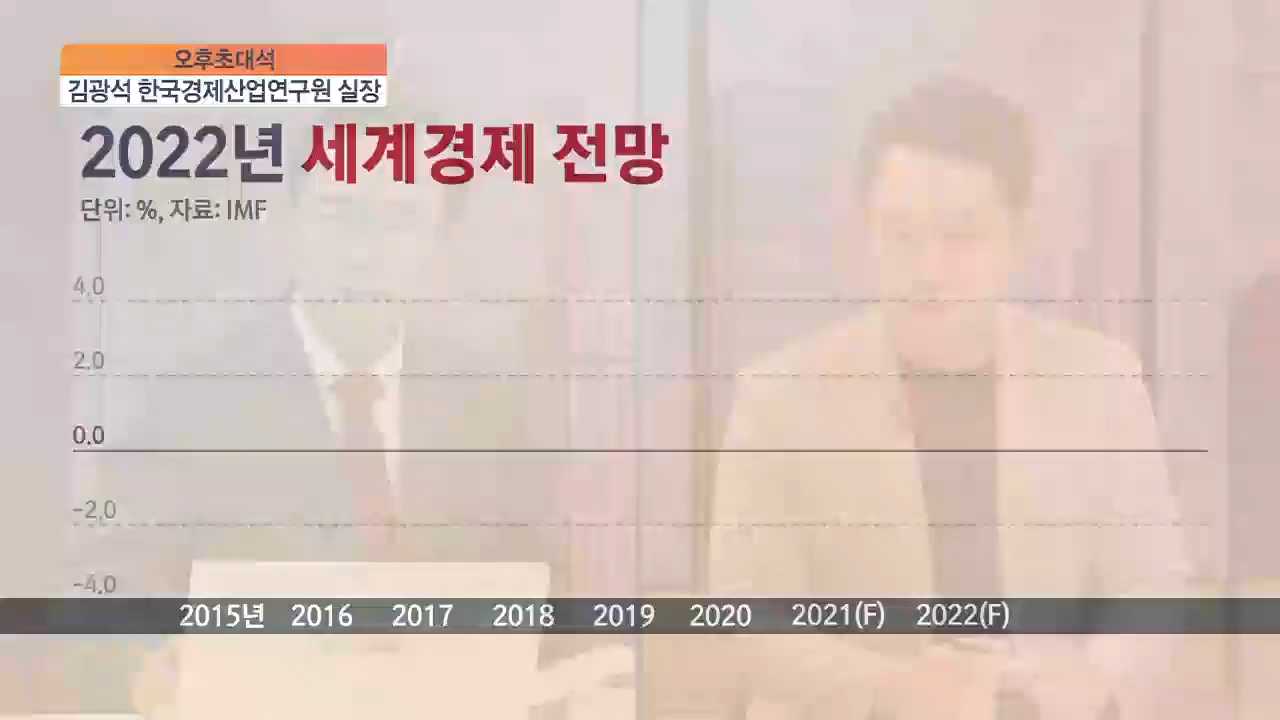 오후초대석
김광석 한국경제산업연구원 실장
2022년 세계경제 전망
단위: %, 자료: IMF
4.0
2.0
0.0
-2.0
-4.0
2015년 2016 2017 2018 2019 2020 2021(F) 2022(F)